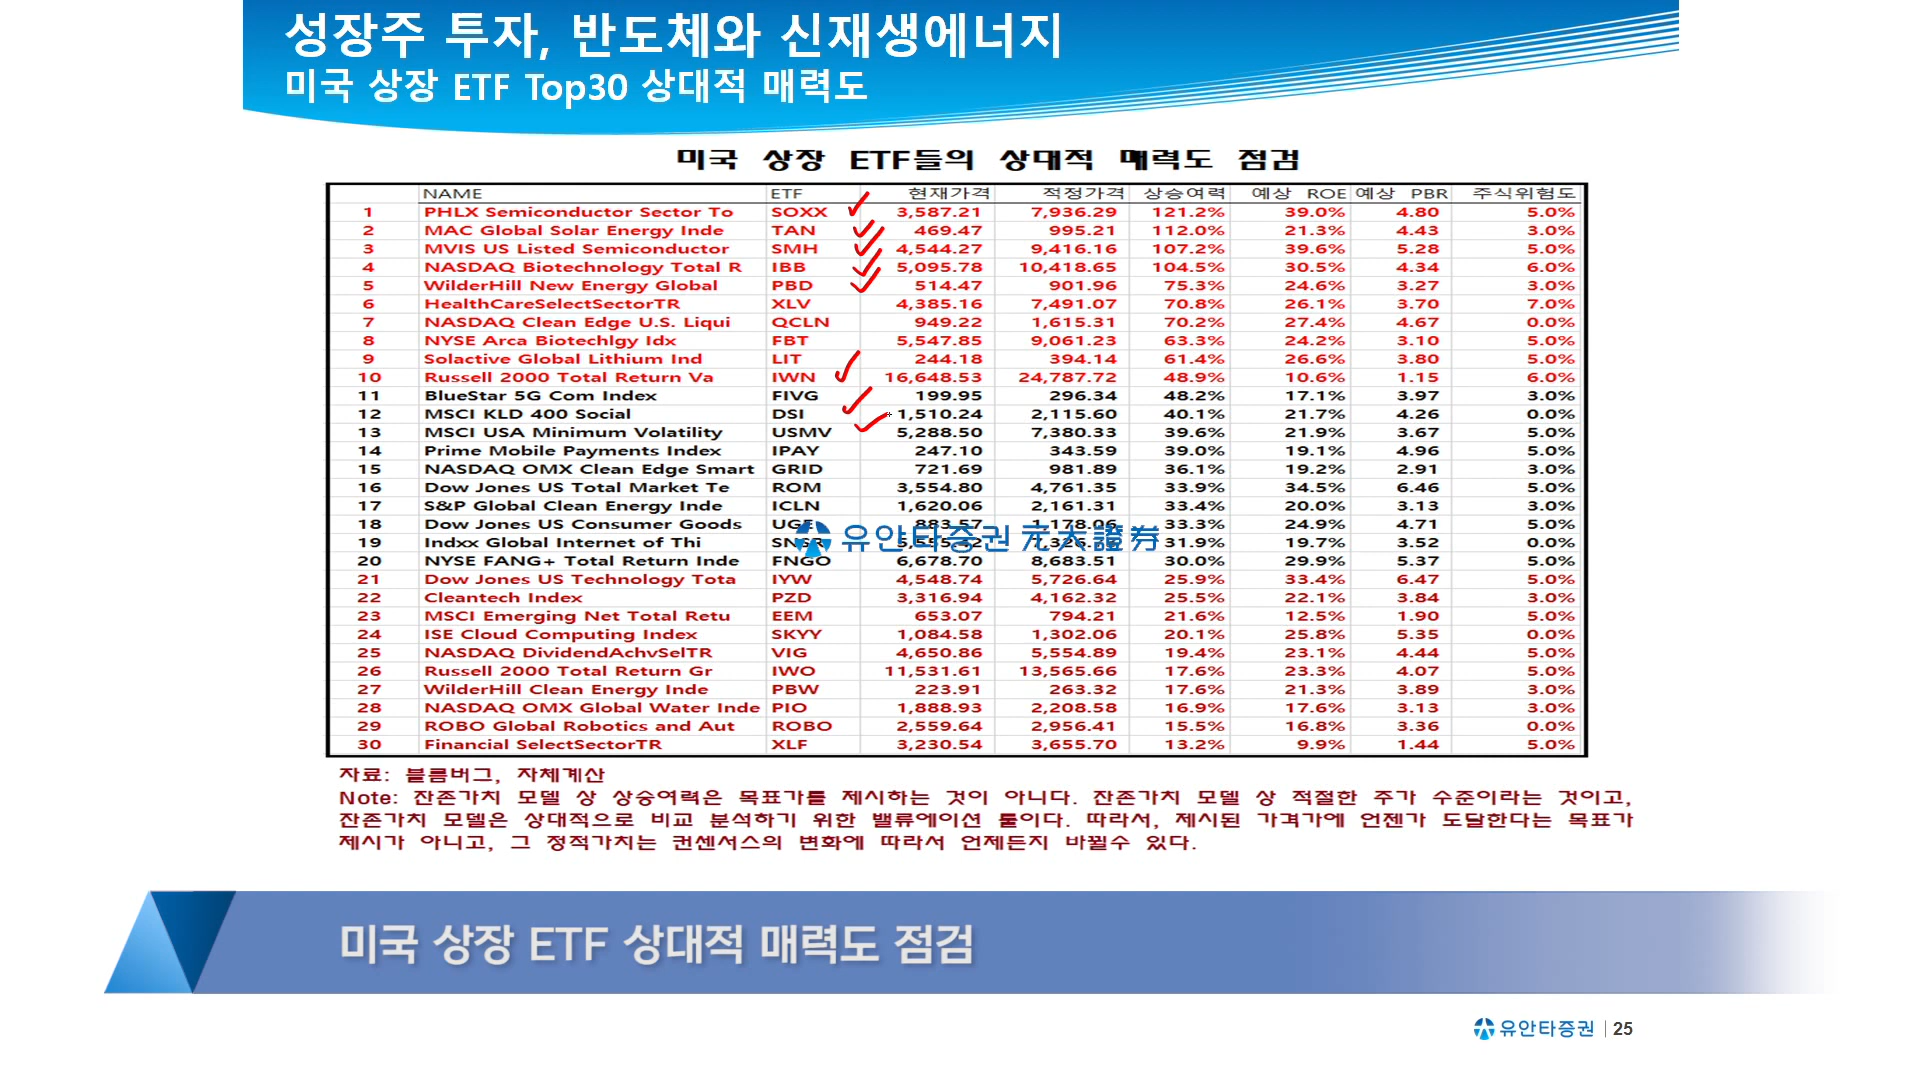 성장주 투자, 반도체와 신재생에너지
미국 상장 ETF Top30 상대적 매력도
미국 상장 ETF들의 상대적 매력도 점검
NAME ETF 현재가격 적정가격 상승여력 예상 ROE 예상 PBR 주식위험도
1 PHLX Semiconductor Sector To SOXX 3,587.21 7,936.29 121.2% 39.0% 4.80 5.0%
2 MAC Global Solar Energy Inde TAN 469.47 995.21 112.0% 21.3% 4.43 3.0%
3 MVIS US Listed Semiconductor SMH 4,544.27 9,416.16 107.2% 39.6% 5.28 5.0%
4 NASDAQ Biotechnology Total R IBB 5,095.78 10,418.65 104.5% 30.5% 4.34 6.0%
5 WilderHill New Energy Global PBD 514.47 901.96 75.3% 24.6% 3.27 3.0%
6 HealthCareSelectSectorTR XLV 4,385.16 7,491.07 70.8% 26.1% 3.70 7.0%
7 NASDAQ Clean Edge U.S. Liqui QCLN 949.22 1,615.31 70.2% 27.4% 4.67 0.0%
8 NYSE Arca Biotechlgy Idx FBT 5,547.85 9,061.23 63.3% 24.2% 3.10 5.0%
9 Solactive Global Lithium Ind LIT 244.18 394.14 61.4% 26.6% 3.80 5.0%
10 Russell 2000 Total Return Va IWN 16,648.53 24,787.72 48.9% 10.6% 1.15 6.0%
11 BlueStar 5G Com Index FIVG 199.95 296.34 48.2% 17.1% 3.97 3.0%
12 MSCI KLD 400 Social DSI 1,510.24 2,115.60 40.1% 21.7% 4.26 0.0%
13 MSCI USA Minimum Volatility USMV 5,288.50 7,380.33 39.6% 21.9% 3.67 5.0%
14 Prime Mobile Payments Index IPAY 247.10 343.59 39.0% 19.1% 4.96 5.0%
15 NASDAQ OMX Clean Edge Smart GRID 721.69 981.89 36.1% 19.2% 2.91 3.0%
16 Dow Jones US Total Market Te ROM 3,554.80 4,761.35 33.9% 34.5% 6.46 5.0%
17 S&P Global Clean Energy Inde ICLN 1,620.06 2,161.31 33.4% 20.0% 3.13 3.0%
18 Dow Jones US Consumer Goods 883.57 1,178.06 33.3% 24.9% 4.71 5.0%
19 Indxx Global Internet of Thi 31.9% 19.7% 3.52 0.0%
유안타증권 元大證券
20 NYSE FANG+ Total Return Inde FNGO 6,678.70 8,683.51 30.0% 29.9% 5.37 5.0%
21 Dow Jones US Technology Tota IYW 4,548.74 5,726.64 25.9% 33.4% 6.47 5.0%
22 Cleantech Index PZD 3,316.94 4,162.32 25.5% 22.1% 3.84 3.0%
23 MSCI Emerging Net Total Retu EEM 653.07 794.21 21.6% 12.5% 1.90 5.0%
24 ISE Cloud Computing Index SKYY 1,084.58 1,302.06 20.1% 25.8% 5.35 0.0%
25 NASDAQ DividendAchvSelTR VIG 4,650.86 5,554.89 19.4% 23.1% 4.44 5.0%
26 Russell 2000 Total Return Gr IWO 11,531.61 13,565.66 17.6% 23.3% 4.07 5.0%
27 WilderHill Clean Energy Inde PBW 223.91 263.32 17.6% 21.3% 3.89 3.0%
28 NASDAQ OMX Global Water Inde PIO 1,888.93 2,208.58 16.9% 17.6% 3.13 3.0%
29 ROBO Global Robotics and Aut ROBO 2,559.64 2,956.41 15.5% 16.8% 3.36 0.0%
30 Financial SelectSectorTR XLF 3,230.54 3,655.70 13.2% 9.9% 1.44 5.0%
자료: 블룸버그, 자체계산
Note: 잔존가치 모델 상 상승여력은 목표가를 제시하는 것이 아니다. 잔존가치 모델 상 적절한 주가 수준이라는 것이고,
잔존가치 모델은 상대적으로 비교 분석하기 위한 밸류에이션 툴이다. 따라서, 제시된 가격가에 언젠가 도달한다는 목표가
제시가 아니고, 그 정적가치는 컨센서스의 변화에 따라서 언제든지 바뀔수 있다.
미국 상장 ETF 상대적 매력도 점검
유안타증권 | 25